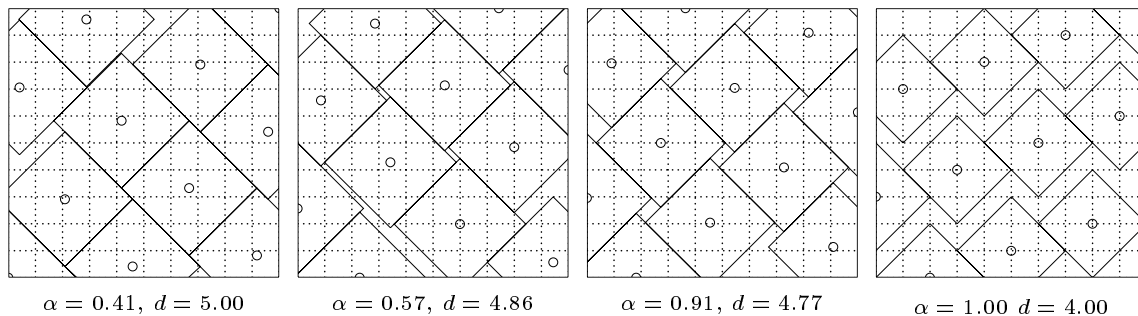 α = 0.41, d = 5.00
α = 0.57, d = 4.86
α = 0.91, d = 4.77
α = 1.00 d = 4.00